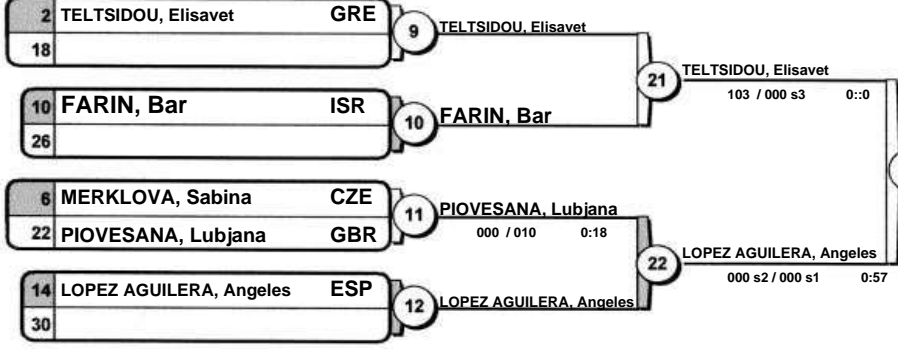 2 TELTSIDOU, Elisavet GRE
18
9
TELTSIDOU, Elisavet
10 FARIN, Bar ISR
26
10
FARIN, Bar
21
TELTSIDOU, Elisavet
103 / 000 s3 0::0
6 MERKLOVA, Sabina CZE
22 PIOVESANA, Lubjana GBR
11
PIOVESANA, Lubjana
000 / 010 0:18
14 LOPEZ AGUILERA, Angeles ESP
30
12
LOPEZ AGUILERA, Angeles
22
LOPEZ AGUILERA, Angeles
000 s2 / 000 s1 0:57